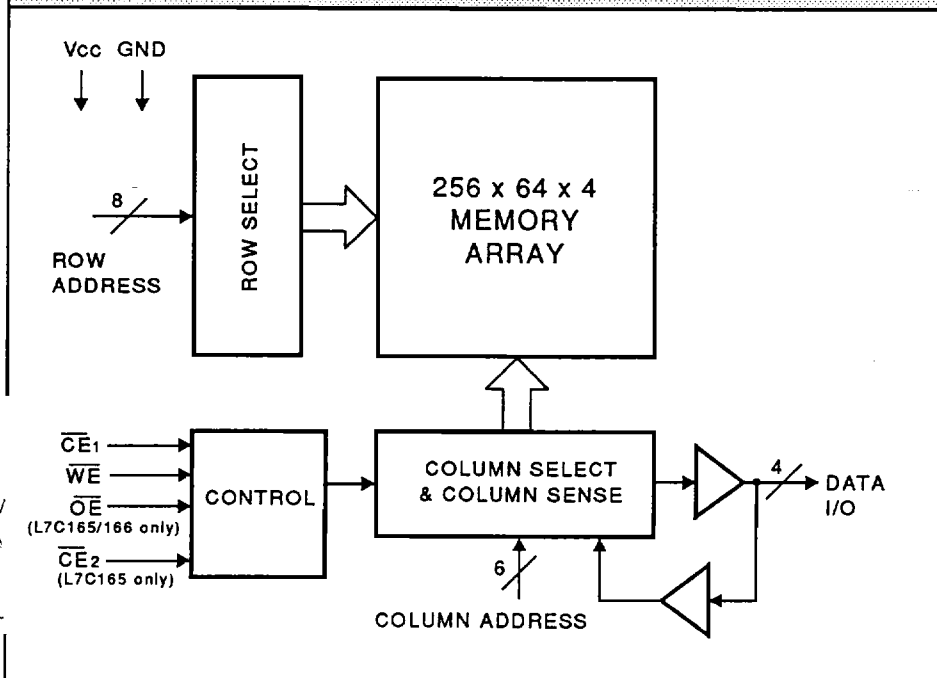 Vcc GND
8
ROW
ADDRESS
ROW SELECT
256 x 64 x 4
MEMORY
ARRAY
CE1
WE
OE
(L7C165/166 only)
CE2
(L7C165 only)
CONTROL
COLUMN SELECT
& COLUMN SENSE
4
DATA
I/O
6
COLUMN ADDRESS